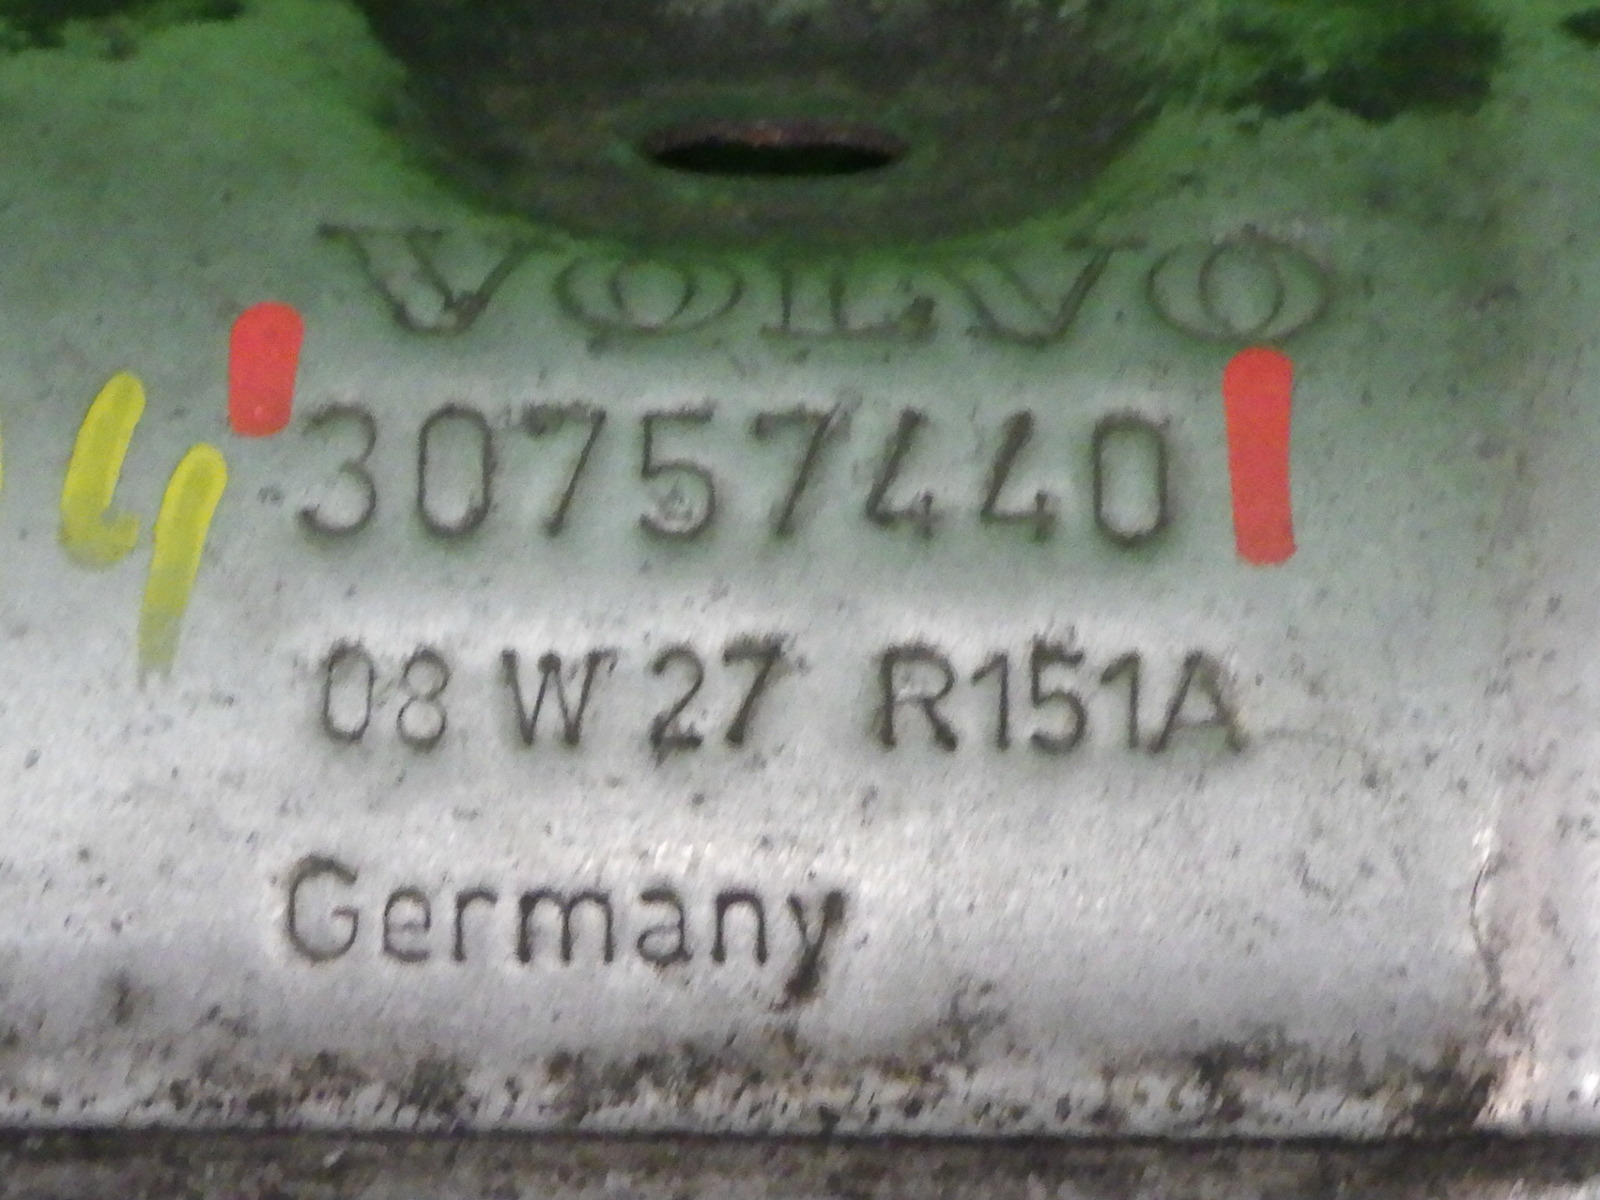 VOLVO
30757440
08 W 27 R151A
Germany